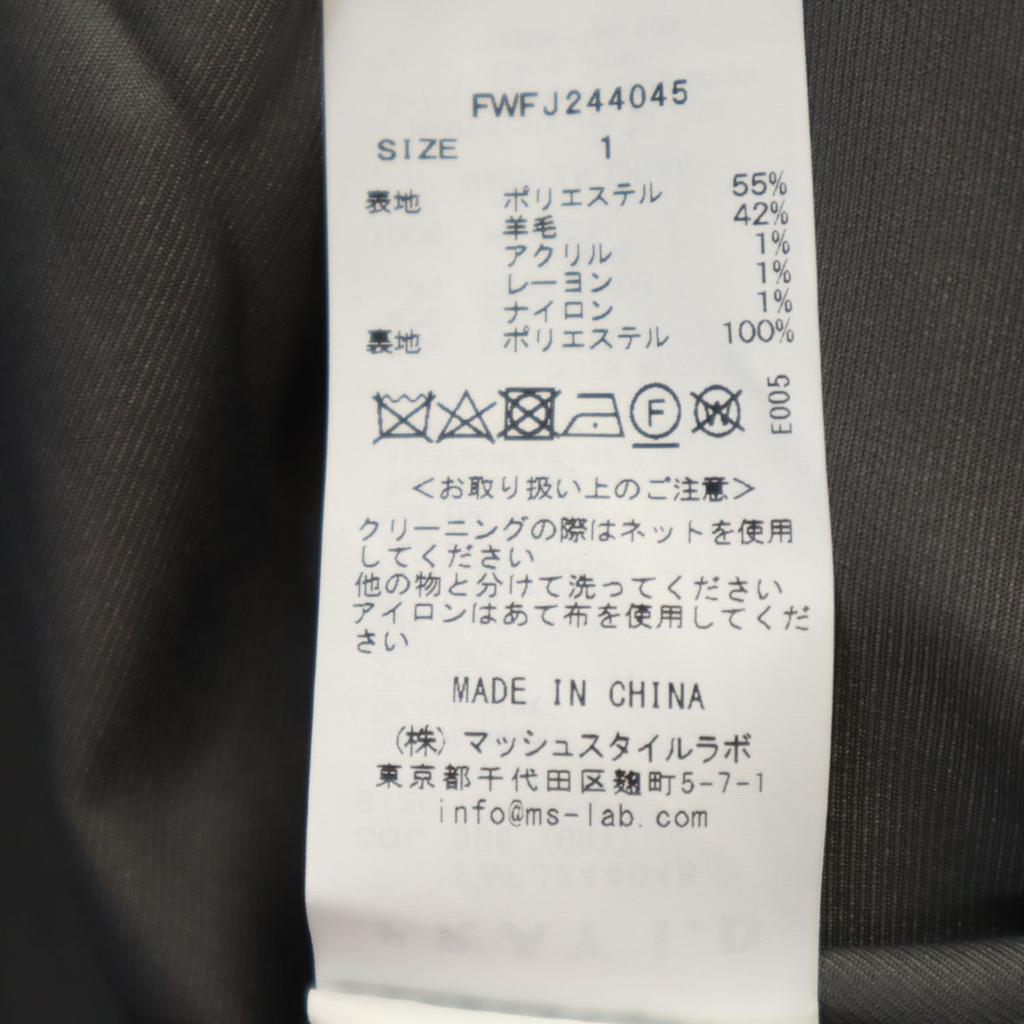 FWFJ244045
SIZE 1
表地 ポリエステル 55%
羊毛 42%
アクリル 1%
レーヨン 1%
ナイロン 1%
裏地 ポリエステル 100%
F W E005
<お取り扱い上のご注意>
クリーニングの際はネットを使用
してください
他の物と分けて洗ってください
アイロンはあて布を使用してくだ
さい
MADE IN CHINA
(株)マッシュスタイルラボ
東京都千代田区麹町5-7-1
info@ms-lab.com